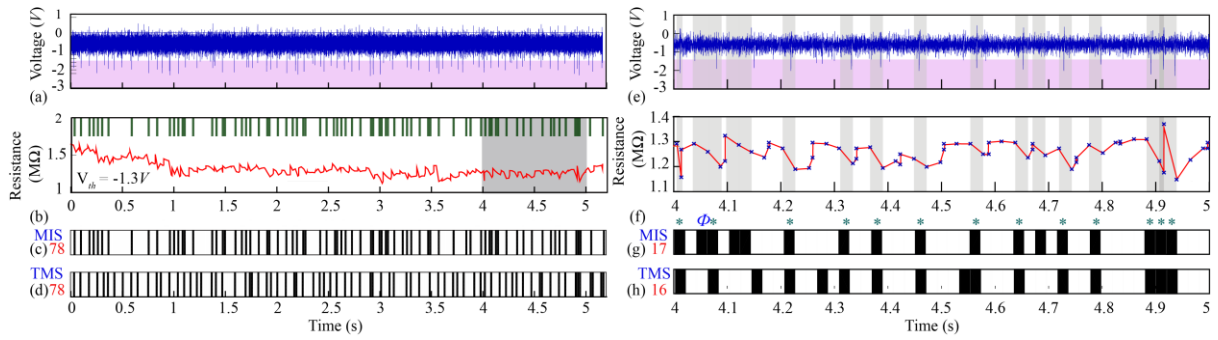 Voltage (V)
1
0
-1
-2
-3
(a)
Resistance
(MΩ)
2
1.5
1
V_th = -1.3V
(b)
0 0.5 1 1.5 2 2.5 3 3.5 4 4.5 5
MIS
(c) 78
TMS
(d) 78
0 0.5 1 1.5 2 2.5 3 3.5 4 4.5 5
Time (s)
Voltage (V)
1
0
-1
-2
-3
(e)
Resistance
(MΩ)
1.4
1.3
1.2
1.1
4 4.1 4.2 4.3 4.4 4.5 4.6 4.7 4.8 4.9 5
(f)
* Φ * * * * * * * * * * * *
MIS
(g) 17
TMS
(h) 16
4 4.1 4.2 4.3 4.4 4.5 4.6 4.7 4.8 4.9 5
Time (s)